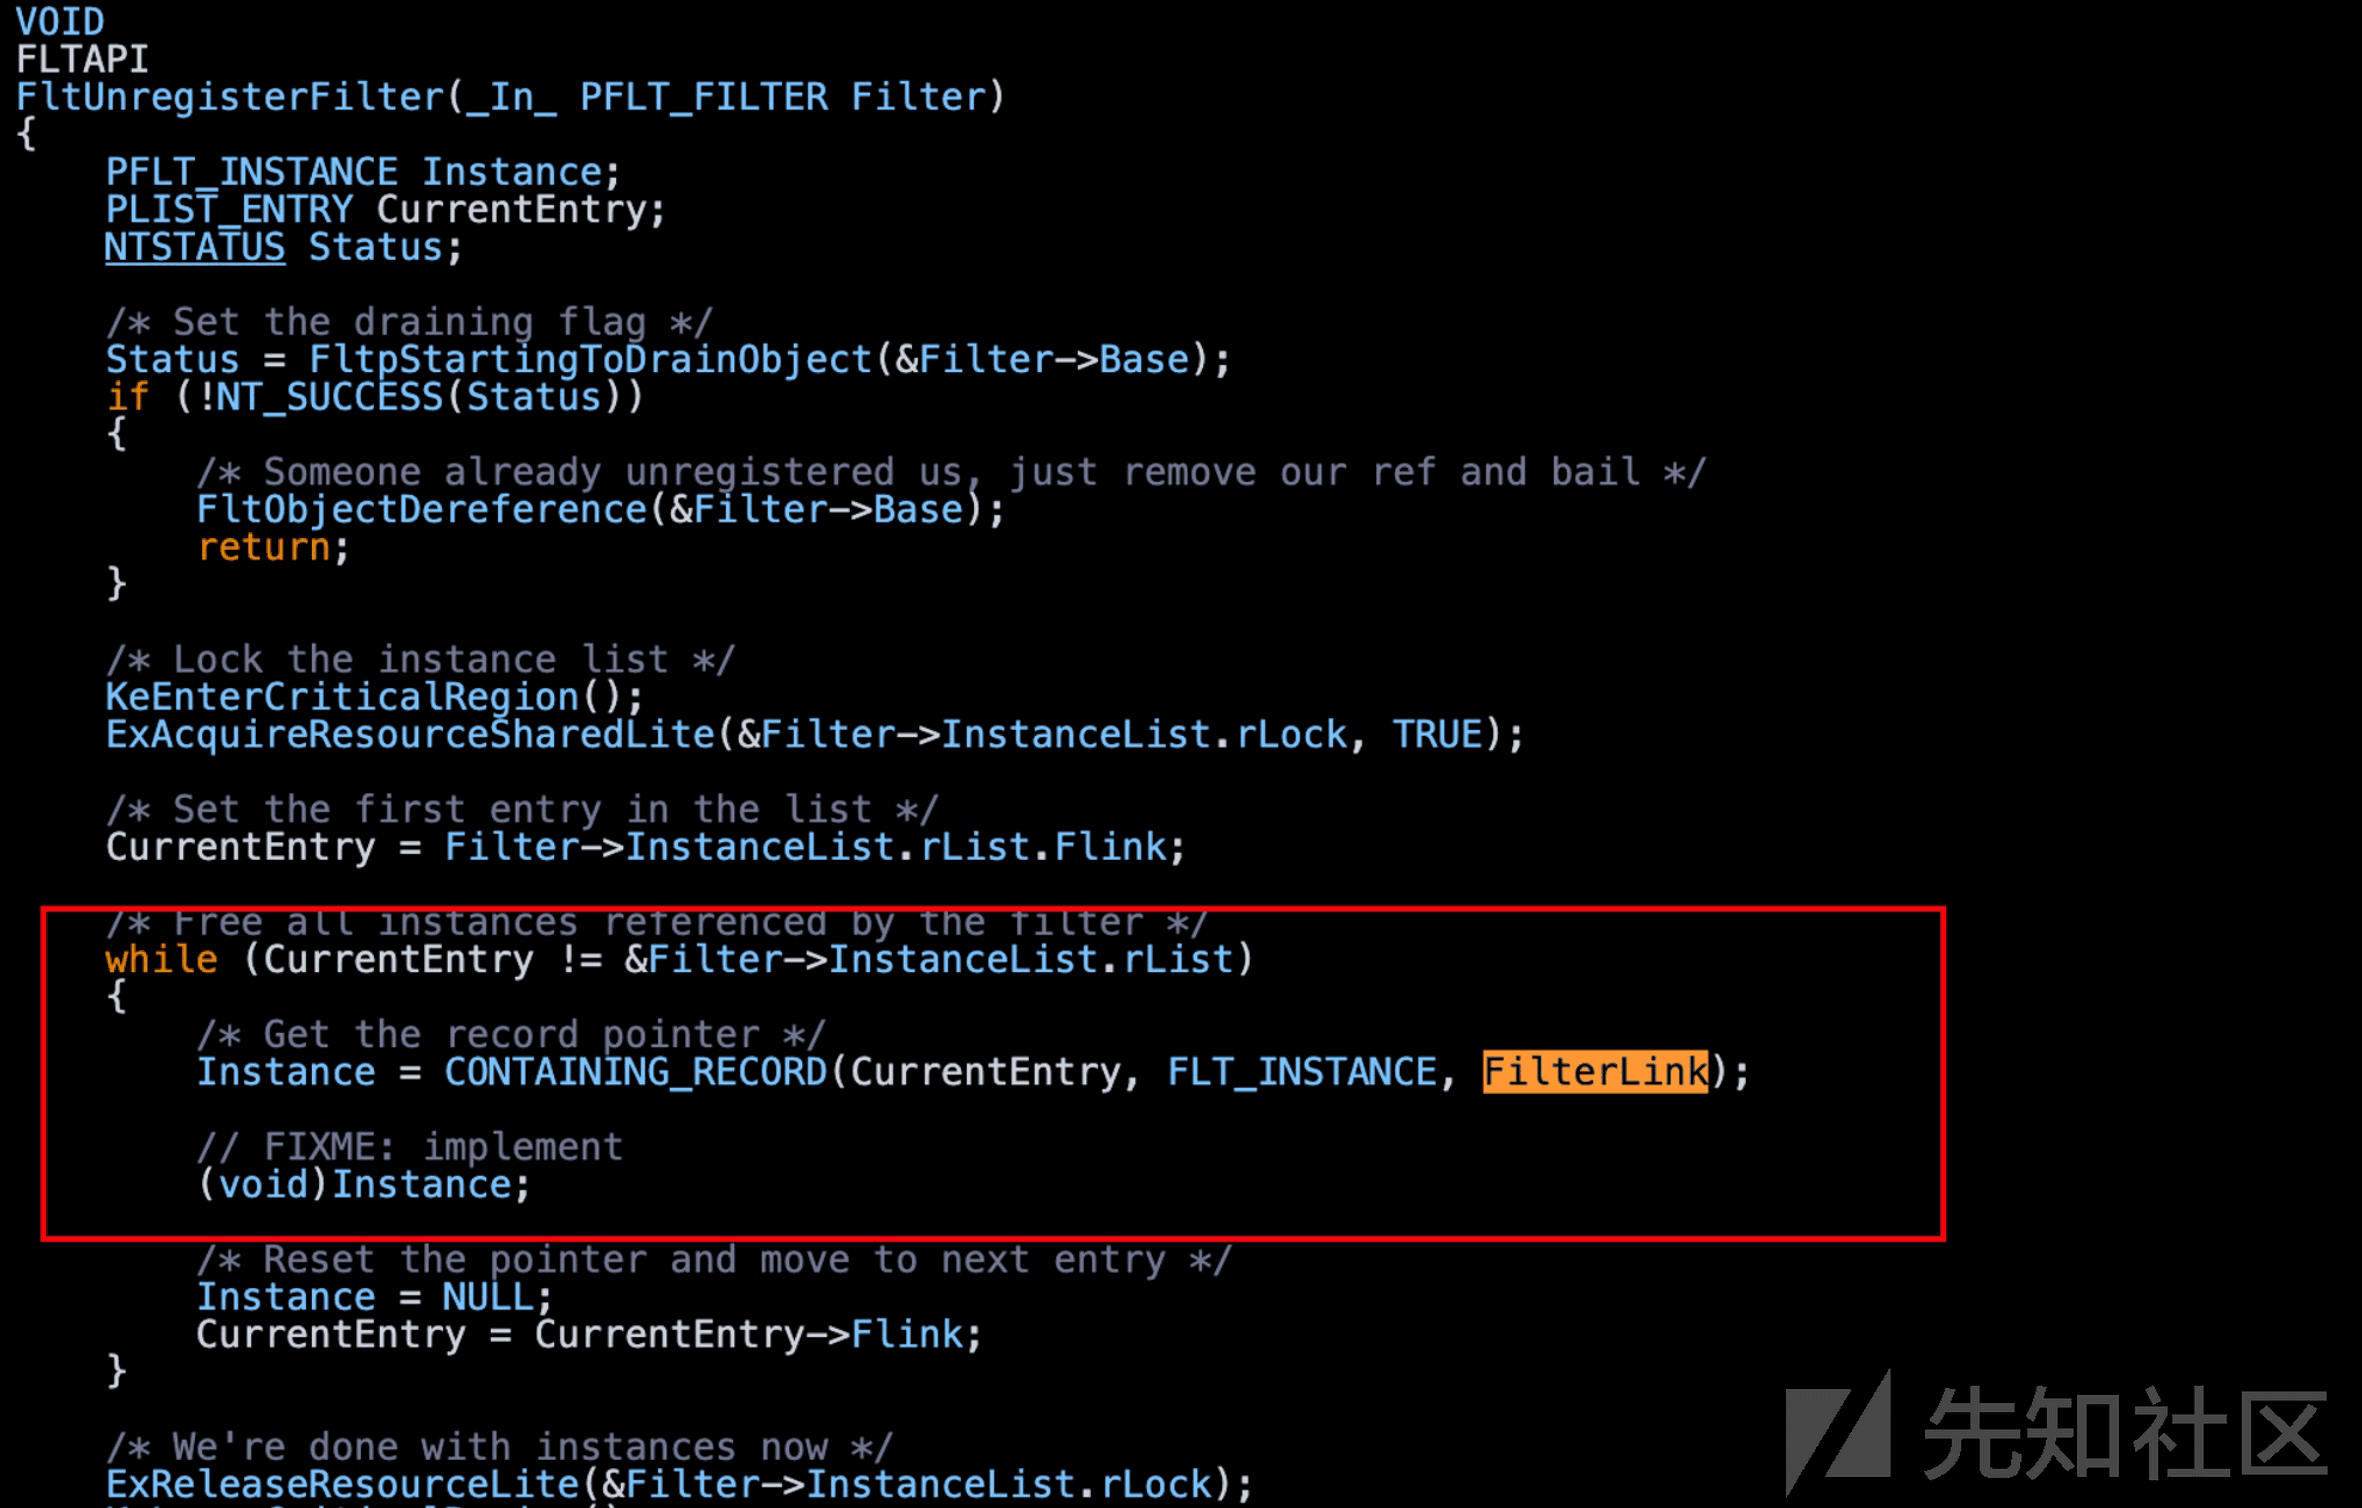 VOID
FLTAPI
FltUnregisterFilter(_In_ PFLT_FILTER Filter)
{
    PFLT_INSTANCE Instance;
    PLIST_ENTRY CurrentEntry;
    NTSTATUS Status;
    /* Set the draining flag */
    Status = FltpStartingToDrainObject(&Filter->Base);
    if (!NT_SUCCESS(Status))
    {
        /* Someone already unregistered us, just remove our ref and bail */
        FltObjectDereference(&Filter->Base);
        return;
    }
    /* Lock the instance list */
    KeEnterCriticalRegion();
    ExAcquireResourceSharedLite(&Filter->InstanceList.rLock, TRUE);
    /* Set the first entry in the list */
    CurrentEntry = Filter->InstanceList.rList.Flink;
    /* Free all instances referenced by the filter */
    while (CurrentEntry != &Filter->InstanceList.rList)
    {
        /* Get the record pointer */
        Instance = CONTAINING_RECORD(CurrentEntry, FLT_INSTANCE, FilterLink);
        // FIXME: implement
        (void)Instance;
        /* Reset the pointer and move to next entry */
        Instance = NULL;
        CurrentEntry = CurrentEntry->Flink;
    }
    /* We're done with instances now */
    ExReleaseResourceLite(&Filter->InstanceList.rLock);
先知社区